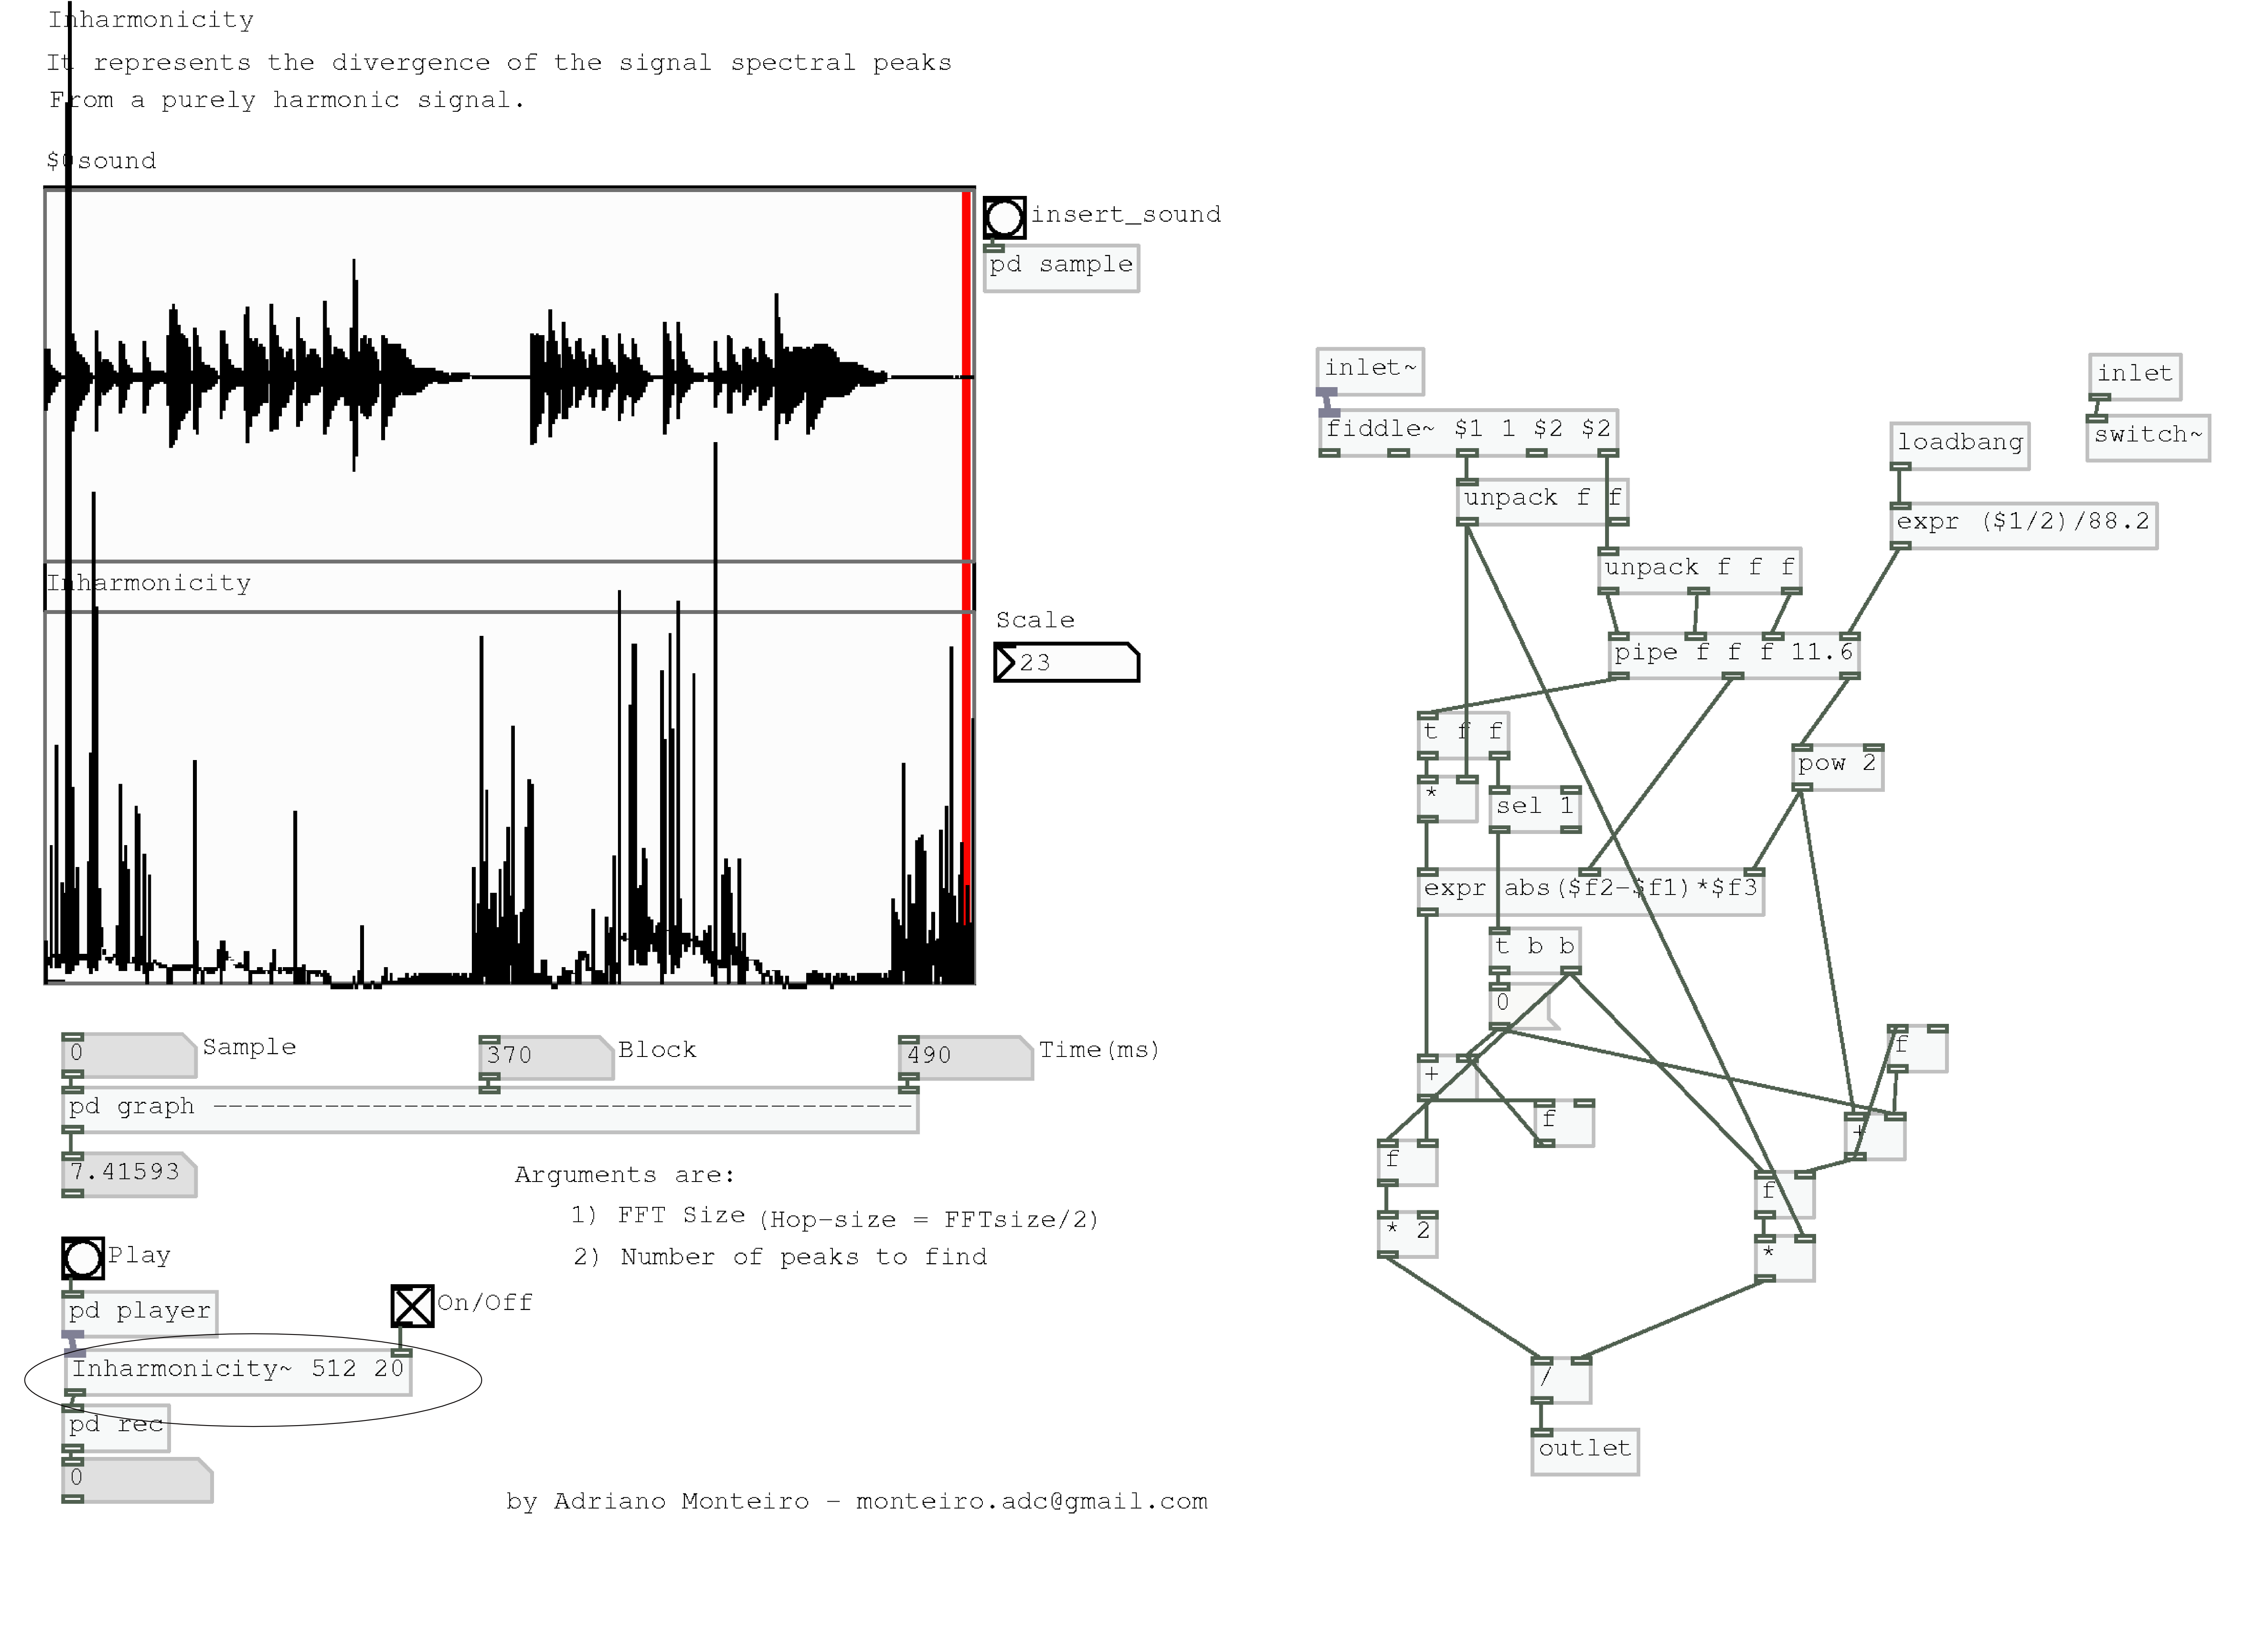 Inharmonicity
It represents the divergence of the signal spectral peaks
From a purely harmonic signal.
$0sound
insert_sound
pd sample
Inharmonicity
Scale
23
0
Sample
370
Block
490
Time(ms)
pd graph --------------------------------------------
7.41593
Arguments are:
1) FFT Size (Hop-size = FFTsize/2)
2) Number of peaks to find
Play
pd player
On/Off
Inharmonicity~ 512 20
pd rec
0
by Adriano Monteiro - monteiro.adc@gmail.com
inlet~
inlet
fiddle~ $1 1 $2 $2
switch~
loadbang
unpack f f
expr ($1/2)/88.2
unpack f f f
pipe f f f 11.6
t f f
pow 2
*
sel 1
expr abs($f2-$f1)*$f3
t b b
0
f
+
f
+
f
f
* 2
*
/
outlet